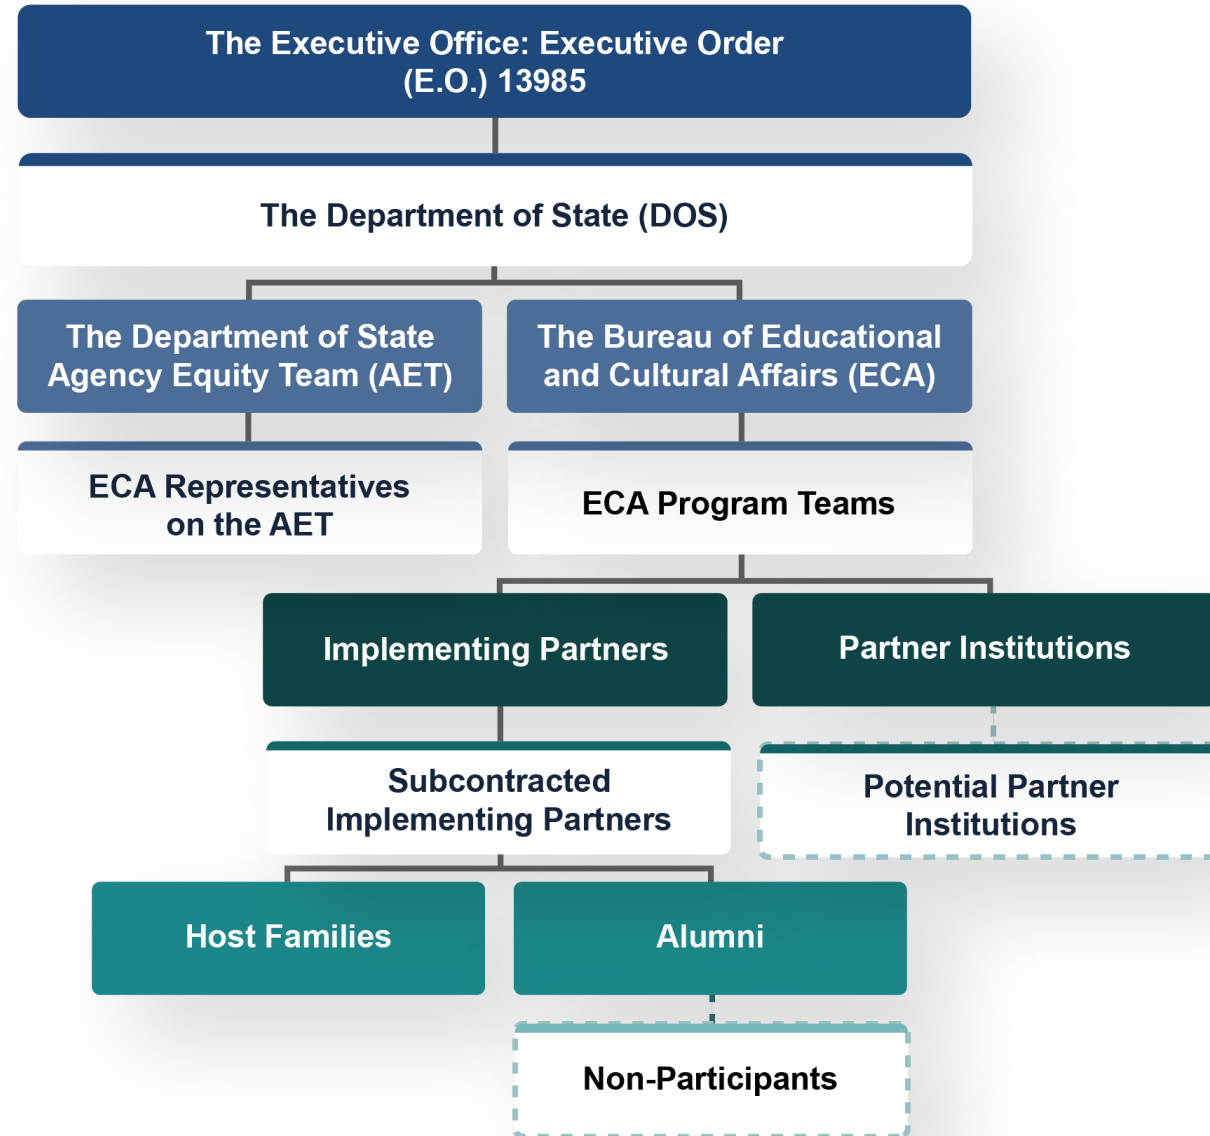 The Executive Office: Executive Order
(E.O.) 13985
The Department of State (DOS)
The Department of State
Agency Equity Team (AET)
The Bureau of Educational
and Cultural Affairs (ECA)
ECA Representatives
on the AET
ECA Program Teams
Implementing Partners
Partner Institutions
Subcontracted
Implementing Partners
Potential Partner
Institutions
Host Families
Alumni
Non-Participants